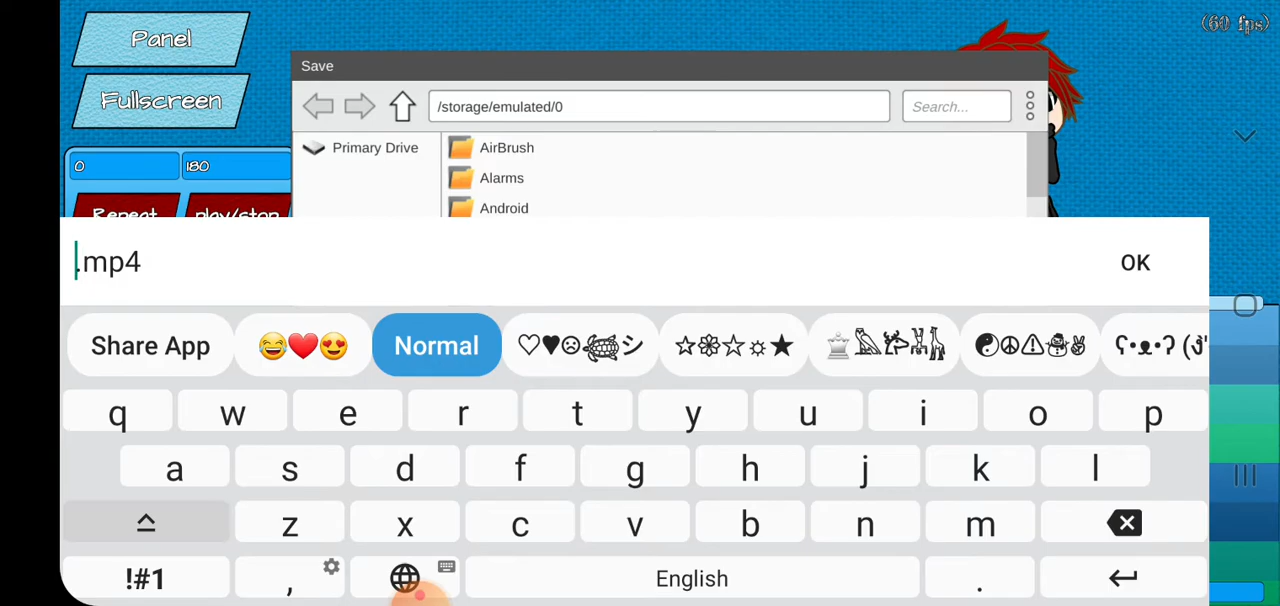 Panel
(60 fps)
Save
Fullscreen
/storage/emulated/0
Search...
Primary Drive
AirBrush
0
180
Alarms
Android
Repeat
play/stop
.mp4
OK
Share App
😂❤️😍
Normal
♡♥☹🐢シ
☆❀☆☼★
☯☮⚠☃✌
q w e r t y u i o p
a s d f g h j k l
z x c v b n m
!#1
,
English
.